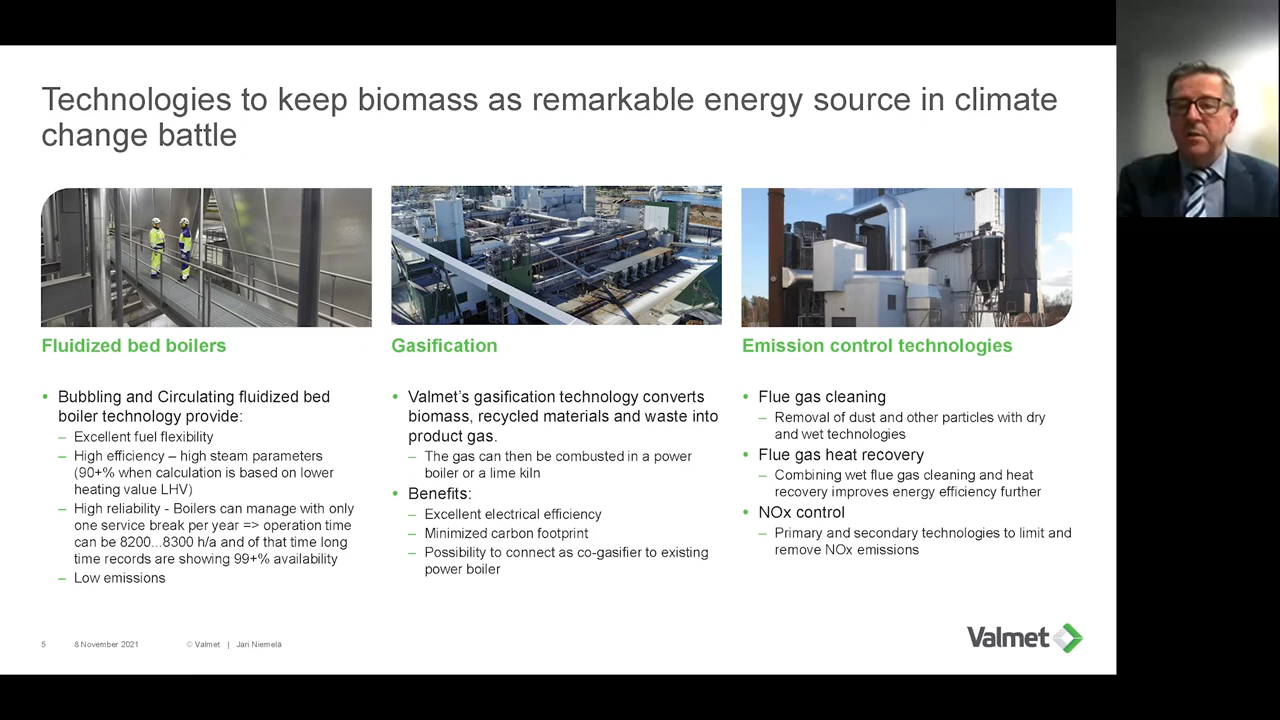 Technologies to keep biomass as remarkable energy source in climate
change battle
Fluidized bed boilers
• Bubbling and Circulating fluidized bed
boiler technology provide:
– Excellent fuel flexibility
– High efficiency – high steam parameters
(90+% when calculation is based on lower
heating value LHV)
– High reliability - Boilers can manage with only
one service break per year => operation time
can be 8200...8300 h/a and of that time long
time records are showing 99+% availability
– Low emissions
Gasification
• Valmet's gasification technology converts
biomass, recycled materials and waste into
product gas.
– The gas can then be combusted in a power
boiler or a lime kiln
• Benefits:
– Excellent electrical efficiency
– Minimized carbon footprint
– Possibility to connect as co-gasifier to existing
power boiler
Emission control technologies
• Flue gas cleaning
– Removal of dust and other particles with dry
and wet technologies
• Flue gas heat recovery
– Combining wet flue gas cleaning and heat
recovery improves energy efficiency further
• NOx control
– Primary and secondary technologies to limit and
remove NOx emissions
5 8 November 2021 © Valmet | Jari Niemelä
Valmet